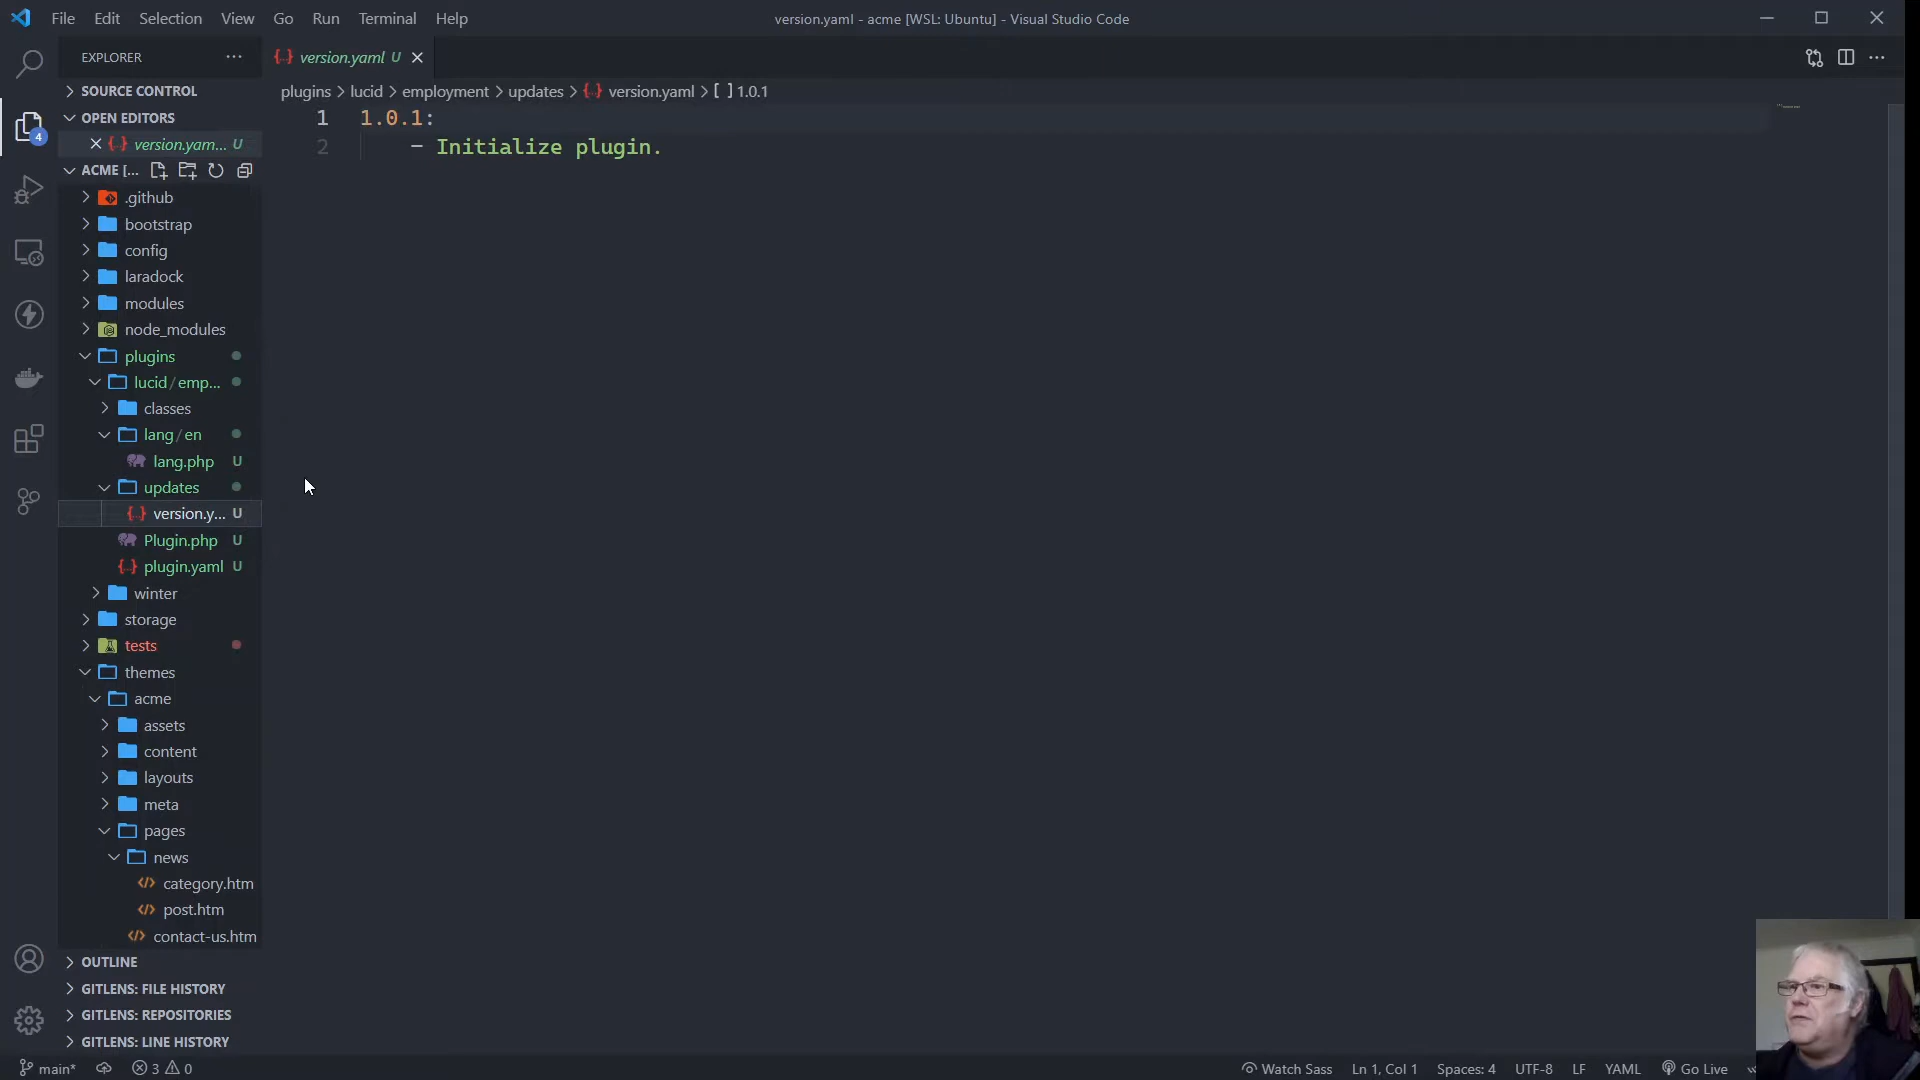 File Edit Selection View Go Run Terminal Help
version.yaml - acme [WSL: Ubuntu] - Visual Studio Code
EXPLORER
version.yaml U
SOURCE CONTROL
plugins > lucid > employment > updates > version.yaml > [ ] 1.0.1
OPEN EDITORS
version.yam... U
ACME [...
1 1.0.1:
2 - Initialize plugin.
4
.github
bootstrap
config
laradock
modules
node_modules
plugins
lucid / emp...
classes
lang / en
lang.php U
updates
version.y... U
Plugin.php U
plugin.yaml U
winter
storage
tests
themes
acme
assets
content
layouts
meta
pages
news
category.htm
post.htm
contact-us.htm
OUTLINE
GITLENS: FILE HISTORY
GITLENS: REPOSITORIES
GITLENS: LINE HISTORY
main* 3 0 Watch Sass Ln 1, Col 1 Spaces: 4 UTF-8 LF YAML Go Live